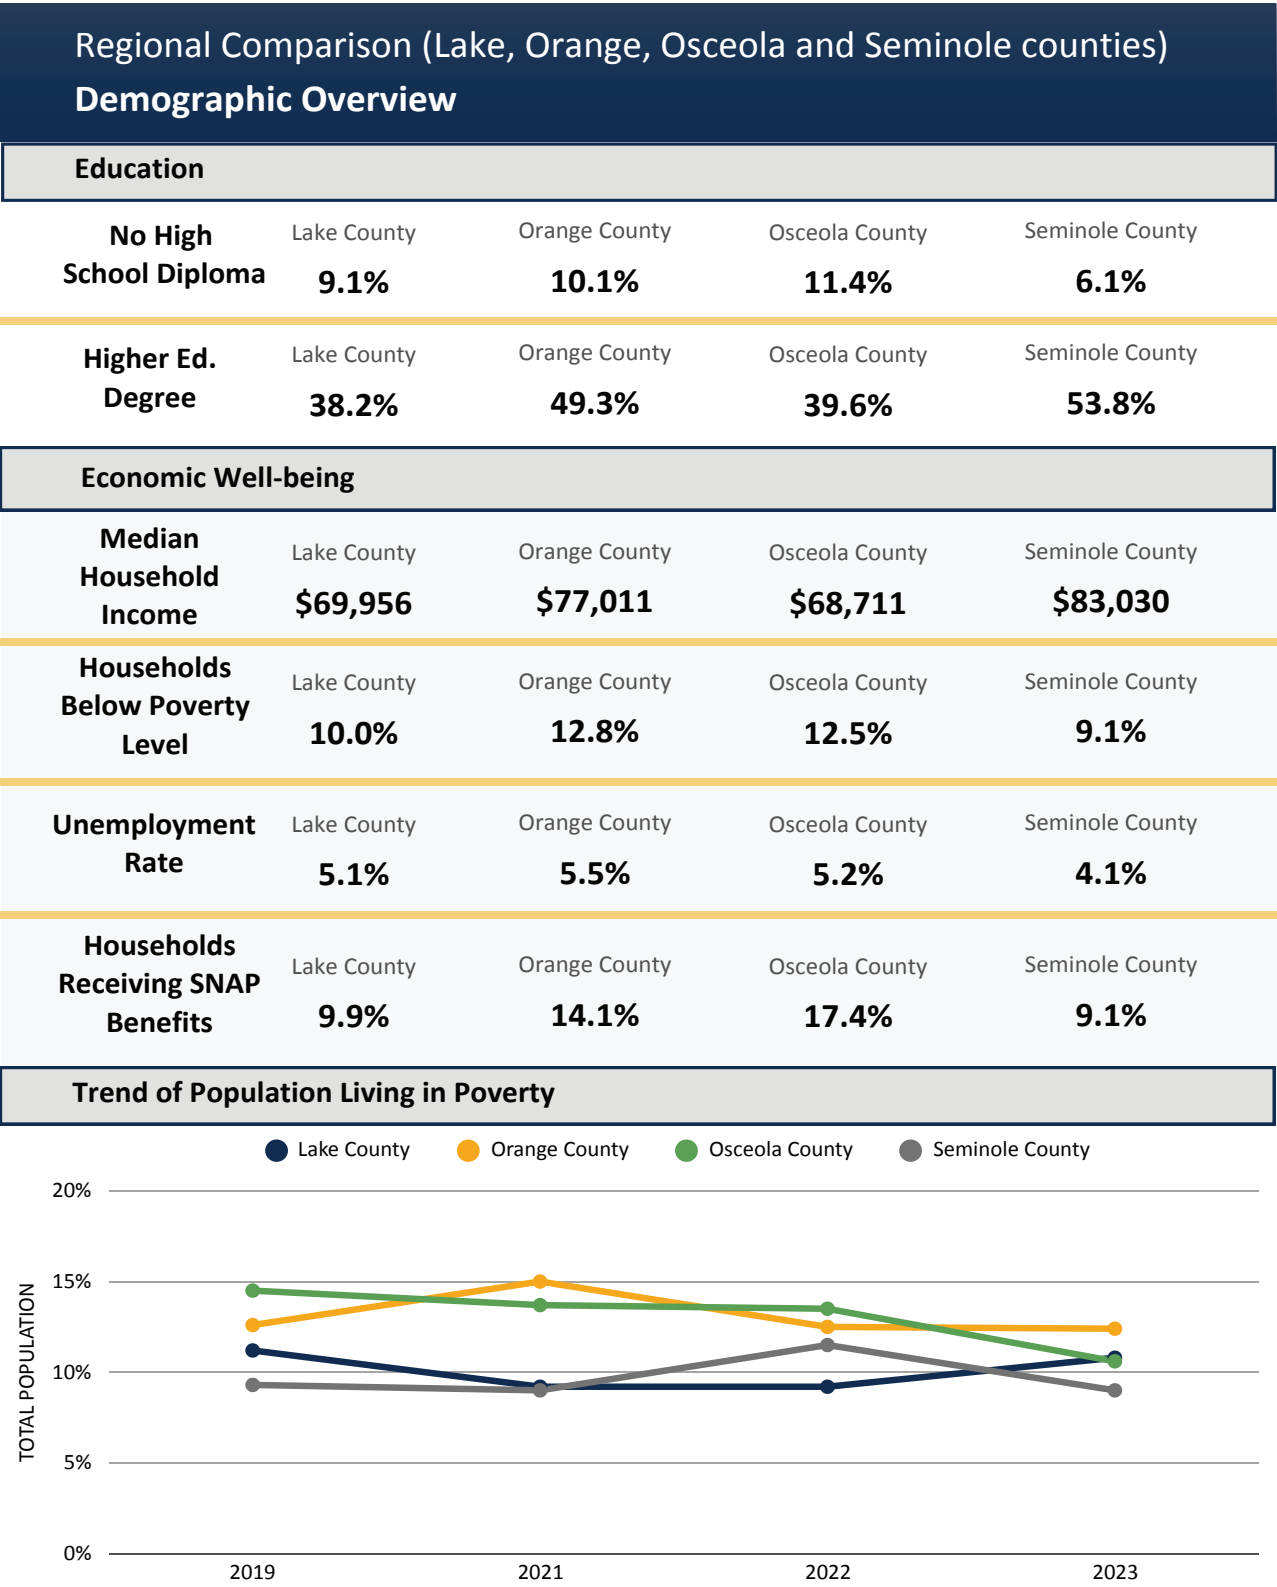 Regional Comparison (Lake, Orange, Osceola and Seminole counties)
Demographic Overview
Education
No High
School Diploma
Lake County
9.1%
Orange County
10.1%
Osceola County
11.4%
Seminole County
6.1%
Higher Ed.
Degree
Lake County
38.2%
Orange County
49.3%
Osceola County
39.6%
Seminole County
53.8%
Economic Well-being
Median
Household
Income
Lake County
$69,956
Orange County
$77,011
Osceola County
$68,711
Seminole County
$83,030
Households
Below Poverty
Level
Lake County
10.0%
Orange County
12.8%
Osceola County
12.5%
Seminole County
9.1%
Unemployment
Rate
Lake County
5.1%
Orange County
5.5%
Osceola County
5.2%
Seminole County
4.1%
Households
Receiving SNAP
Benefits
Lake County
9.9%
Orange County
14.1%
Osceola County
17.4%
Seminole County
9.1%
Trend of Population Living in Poverty
Lake County
Orange County
Osceola County
Seminole County
TOTAL POPULATION
20%
15%
10%
5%
0%
2019
2021
2022
2023